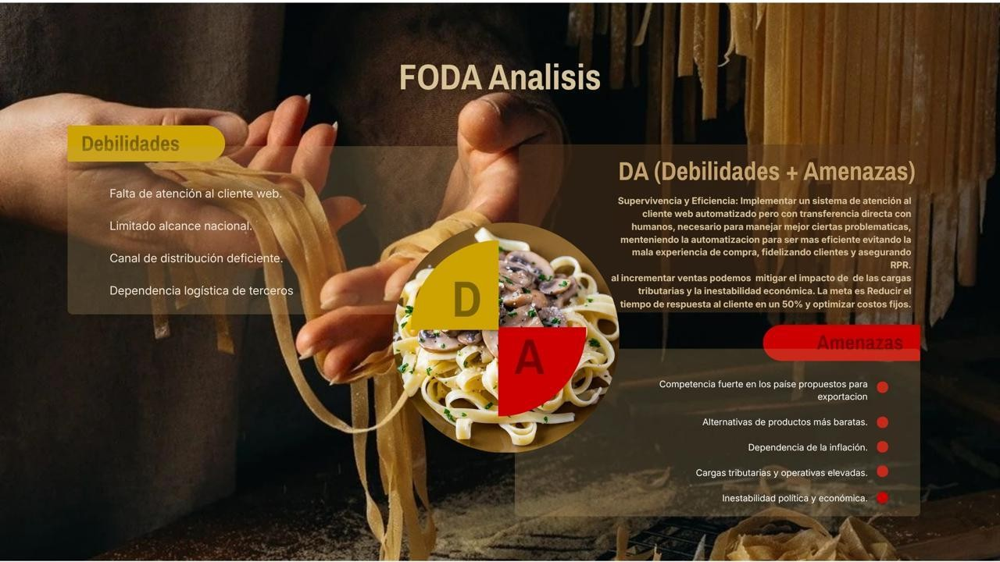 FODA Analisis
Debilidades
Falta de atención al cliente web.
Limitado alcance nacional.
Canal de distribución deficiente.
Dependencia logística de terceros
D
A
DA (Debilidades + Amenazas)
Supervivencia y Eficiencia: Implementar un sistema de atención al
cliente web automatizado pero con transferencia directa con
humanos, necesario para manejar mejor ciertas problematicas,
menteniendo la automatizacion para ser mas eficiente evitando la
mala experiencia de compra, fidelizando clientes y asegurando
RPR.
al incrementar ventas podemos  mitigar el impacto de  de las cargas
tributarias y la inestabilidad económica. La meta es Reducir el
tiempo de respuesta al cliente en un 50% y optimizar costos fijos.
Amenazas
Competencia fuerte en los países propuestos para
exportacion
Alternativas de productos más baratas.
Dependencia de la inflación.
Cargas tributarias y operativas elevadas.
Inestabilidad política y económica.